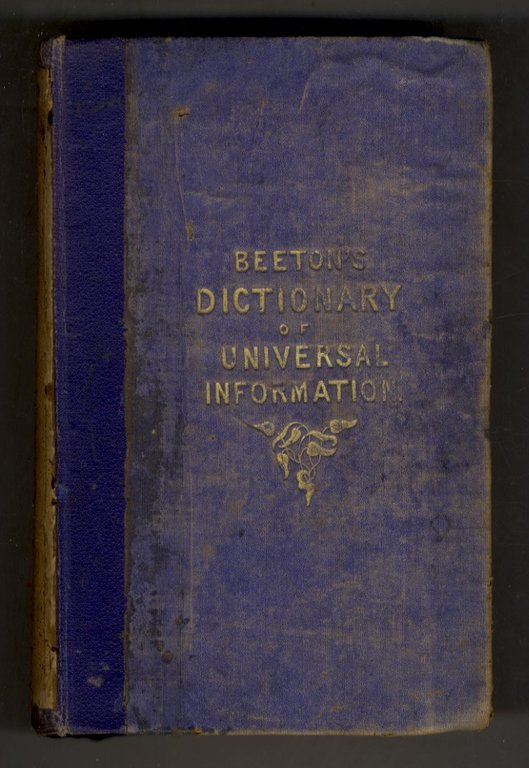 BEETON'S
DICTIONARY
OF
UNIVERSAL
INFORMATION.